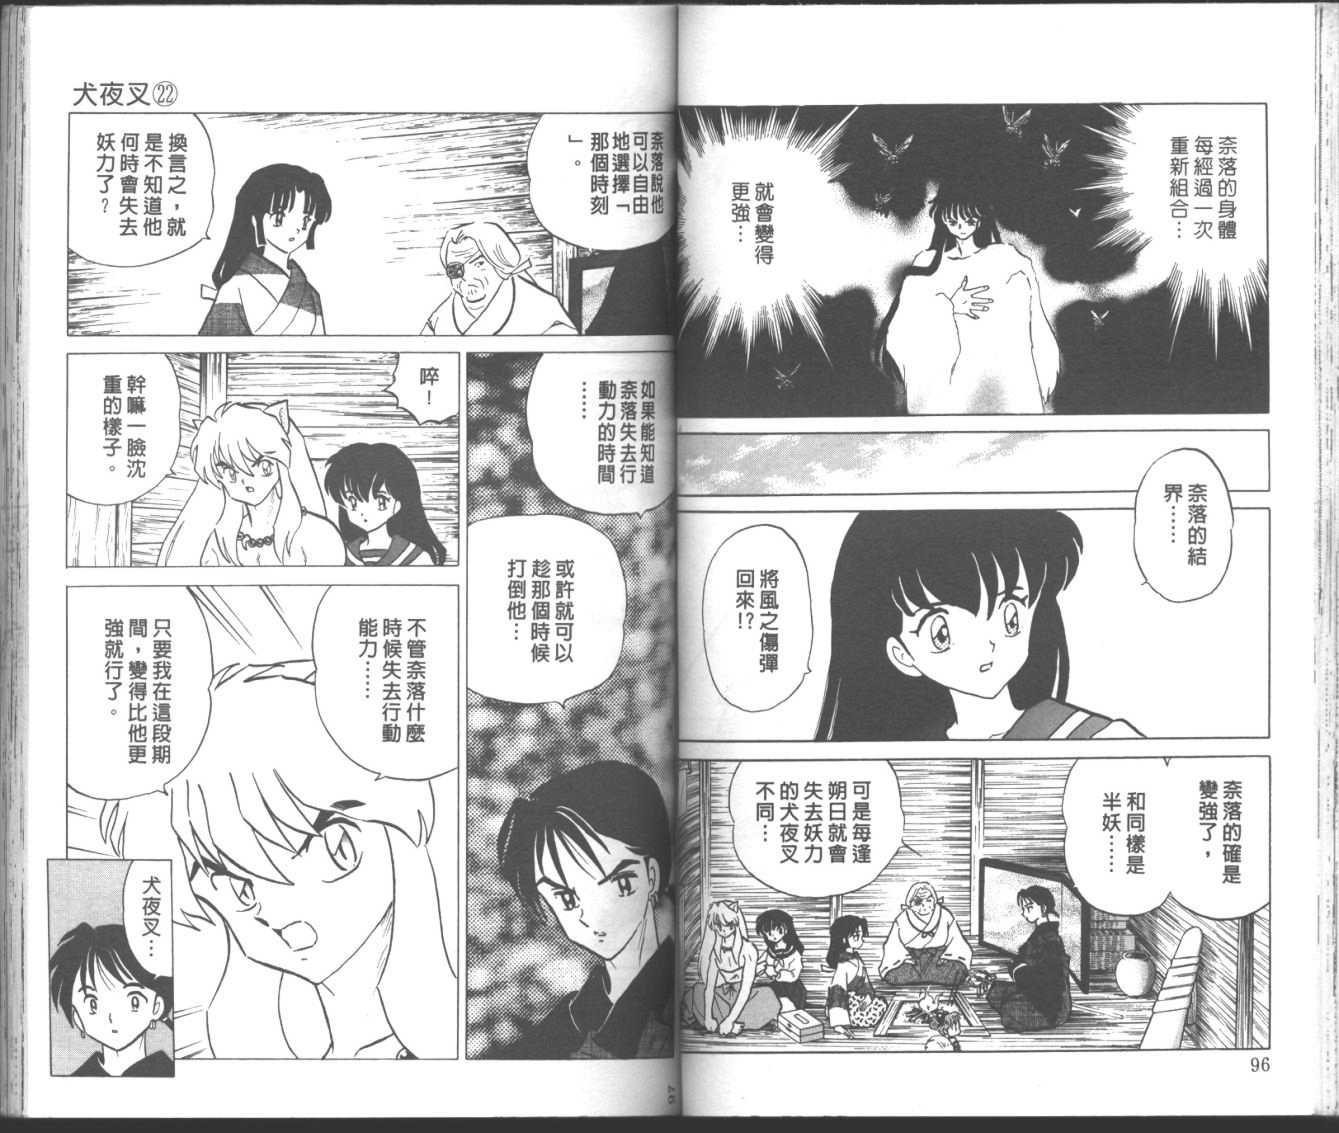 奈落的身體
每經過一次
重新組合…
就會變得
更強…
奈落的結
界……
將風之傷彈
回來!?
奈落的確是
變強了，
和同樣是
半妖……
可是每逢
朔日就會
失去妖力
的犬夜叉
不同…
96
犬夜叉㉒
奈落說他
可以自由
地選擇「
那個時刻
」。
換言之，就
是不知道他
何時會失去
妖力了?
如果能知道
奈落失去行
動力的時間
……
或許就可以
趁那個時候
打倒他…
啐!
幹嘛一臉沈
重的樣子。
不管奈落什麼
時候失去行動
能力……
只要我在這段期
間，變得比他更
強就行了。
犬夜叉…
97